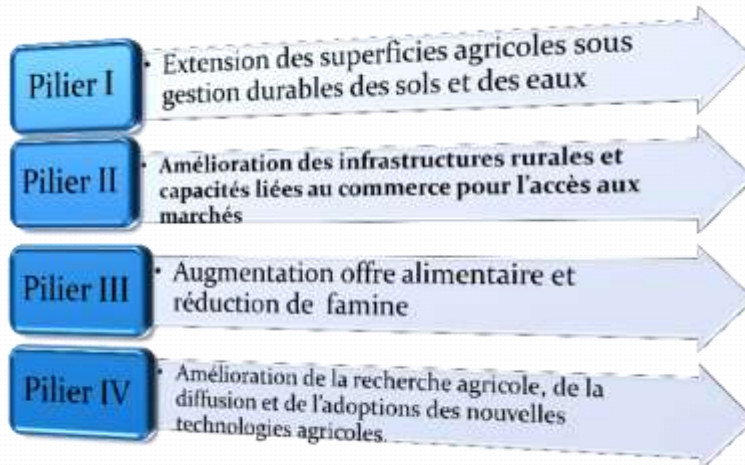 Pilier I
• Extension des superficies agricoles sous
gestion durables des sols et des eaux
Pilier II
• Amélioration des infrastructures rurales et
capacités liées au commerce pour l'accès aux
marchés
Pilier III
• Augmentation offre alimentaire et
réduction de famine
Pilier IV
• Amélioration de la recherche agricole, de la
diffusion et de l'adoptions des nouvelles
technologies agricoles.